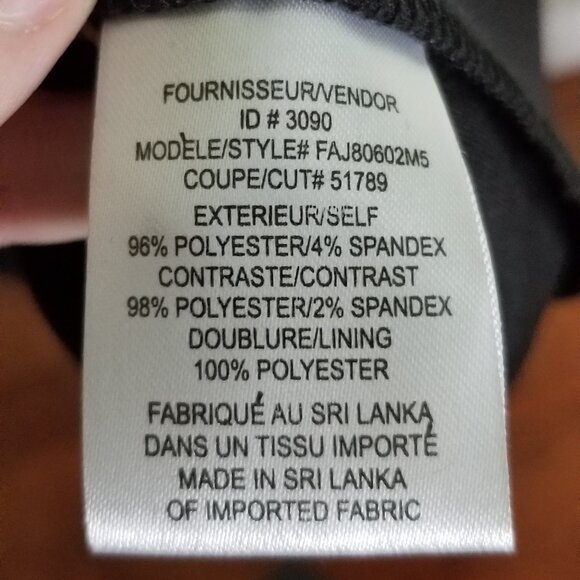 FOURNISSEUR/VENDOR
ID # 3090
MODÈLE/STYLE# FAJ80602M5
COUPE/CUT# 51789
EXTERIEUR/SELF
96% POLYESTER/4% SPANDEX
CONTRASTE/CONTRAST
98% POLYESTER/2% SPANDEX
DOUBLURE/LINING
100% POLYESTER
FABRIQUÉ AU SRI LANKA
DANS UN TISSU IMPORTÉ
MADE IN SRI LANKA
OF IMPORTED FABRIC